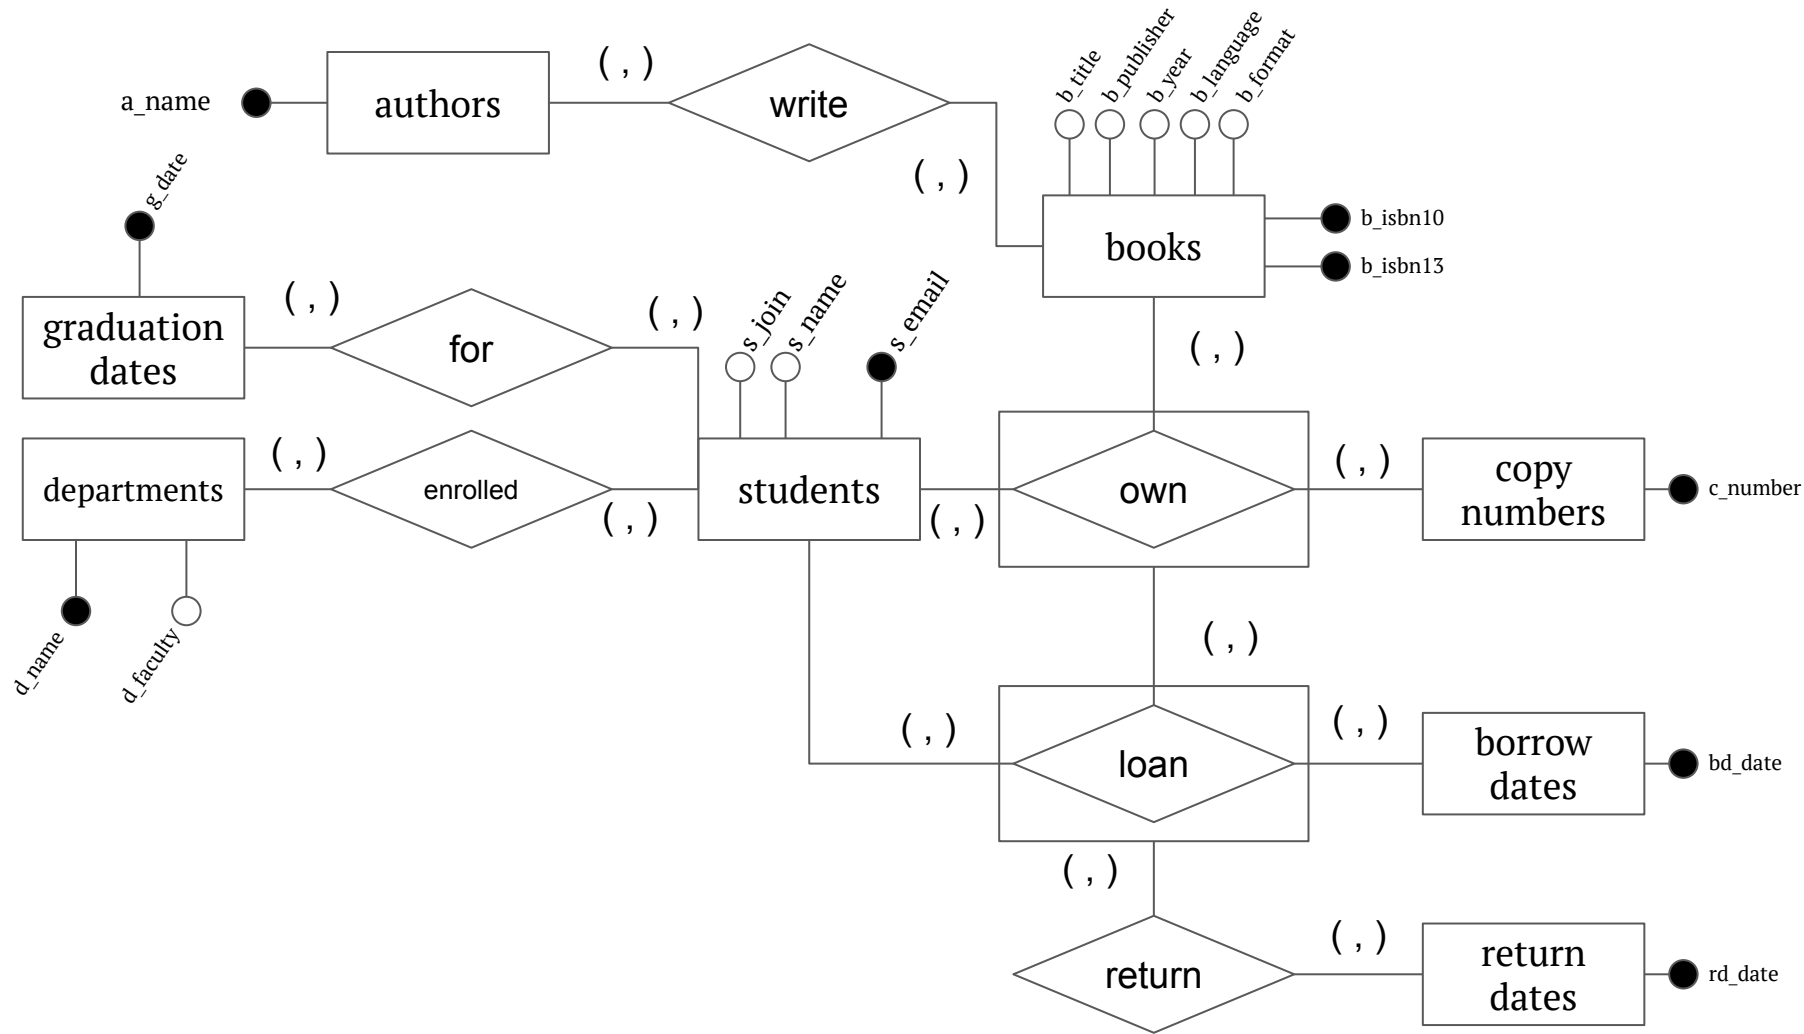 b_title
b_publisher
b_year
b_language
b_format
( , )
a_name
authors
write
( , )
g_date
b_isbn10
books
b_isbn13
( , )
( , )
s_join
s_name
s_email
graduation
dates
for
( , )
( , )
( , )
copy
numbers
departments
enrolled
students
own
c_number
( , )
( , )
d_name
d_faculty
( , )
( , )
( , )
borrow
dates
loan
bd_date
( , )
( , )
return
dates
return
rd_date